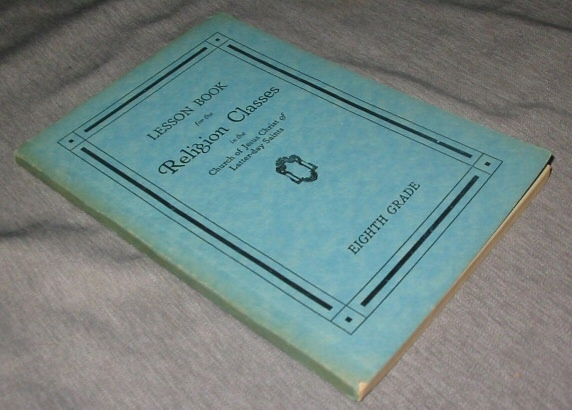 LESSON BOOK
for the
Religion Classes
in the
Church of Jesus Christ of
Latter-day Saints
EIGHTH GRADE